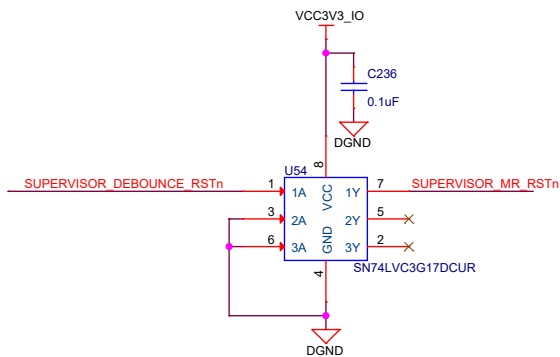 VCC3V3_IO
C236
0.1uF
DGND
U54
8
SUPERVISOR_DEBOUNCE_RSTn
1
1A
VCC
1Y
7
SUPERVISOR_MR_RSTn
3
2A
2Y
5
6
3A
GND
3Y
2
4
SN74LVC3G17DCUR
DGND